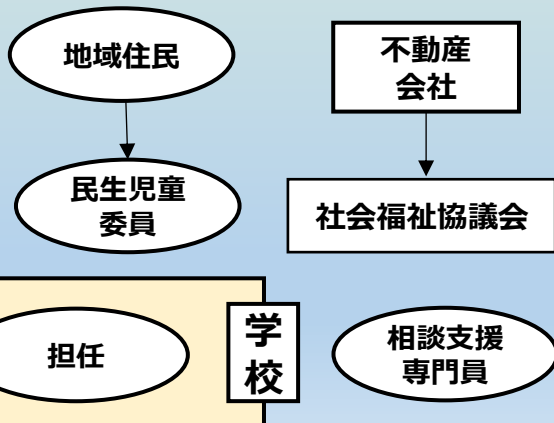 地域住民
不動産
会社
民生児童
委員
社会福祉協議会
担任
学
校
相談支援
専門員